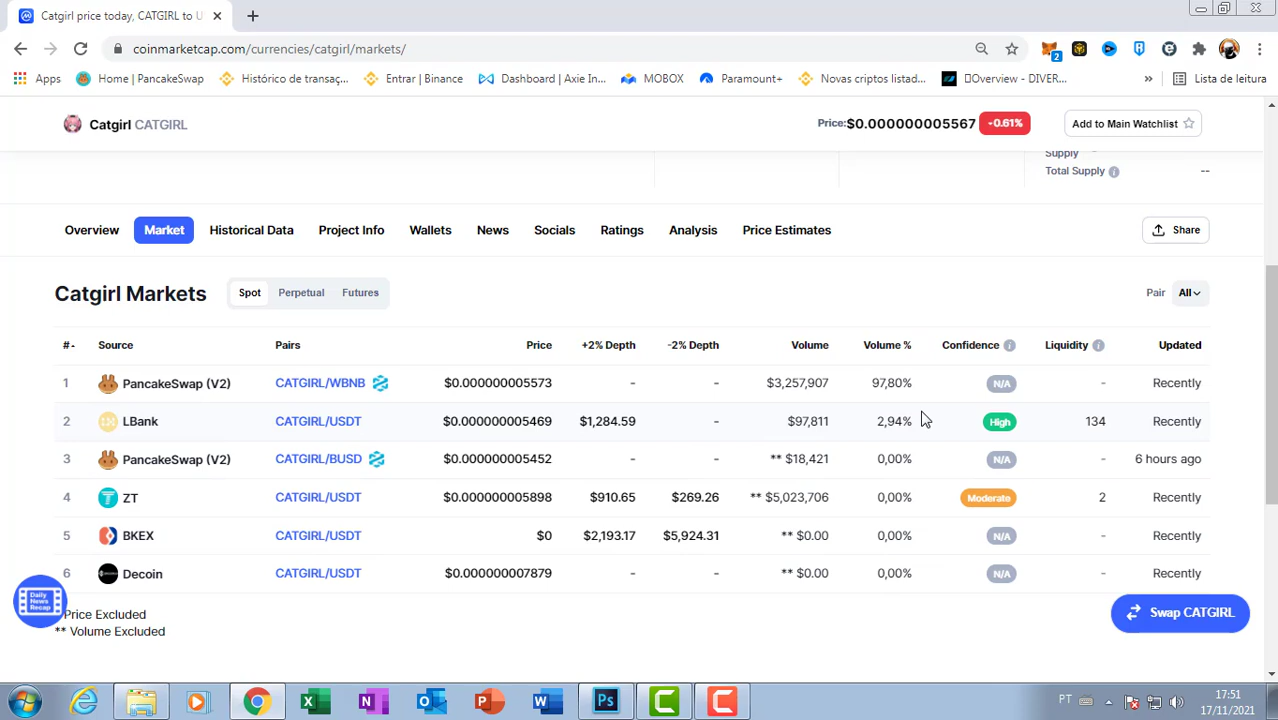 Catgirl price today, CATGIRL to U
coinmarketcap.com/currencies/catgirl/markets/
2
Apps Home | PancakeSwap Histórico de transaç... Entrar | Binance Dashboard | Axie In... MOBOX Paramount+ Novas criptos listad... Overview - DIVER... » Lista de leitura
Catgirl CATGIRL Price: $0.000000005567 -0.61% Add to Main Watchlist
Supply
Total Supply --
Overview Market Historical Data Project Info Wallets News Socials Ratings Analysis Price Estimates Share
Catgirl Markets Spot Perpetual Futures Pair All
# Source Pairs Price +2% Depth -2% Depth Volume Volume % Confidence Liquidity Updated
1 PancakeSwap (V2) CATGIRL/WBNB $0.000000005573 - - $3,257,907 97,80% N/A - Recently
2 LBank CATGIRL/USDT $0.000000005469 $1,284.59 - $97,811 2,94% High 134 Recently
3 PancakeSwap (V2) CATGIRL/BUSD $0.000000005452 - - ** $18,421 0,00% N/A - 6 hours ago
4 ZT CATGIRL/USDT $0.000000005898 $910.65 $269.26 ** $5,023,706 0,00% Moderate 2 Recently
5 BKEX CATGIRL/USDT $0 $2,193.17 $5,924.31 ** $0.00 0,00% N/A - Recently
6 Decoin CATGIRL/USDT $0.000000007879 - - ** $0.00 0,00% N/A - Recently
Daily News Recap
Price Excluded
** Volume Excluded
Swap CATGIRL
PT 17:51
17/11/2021